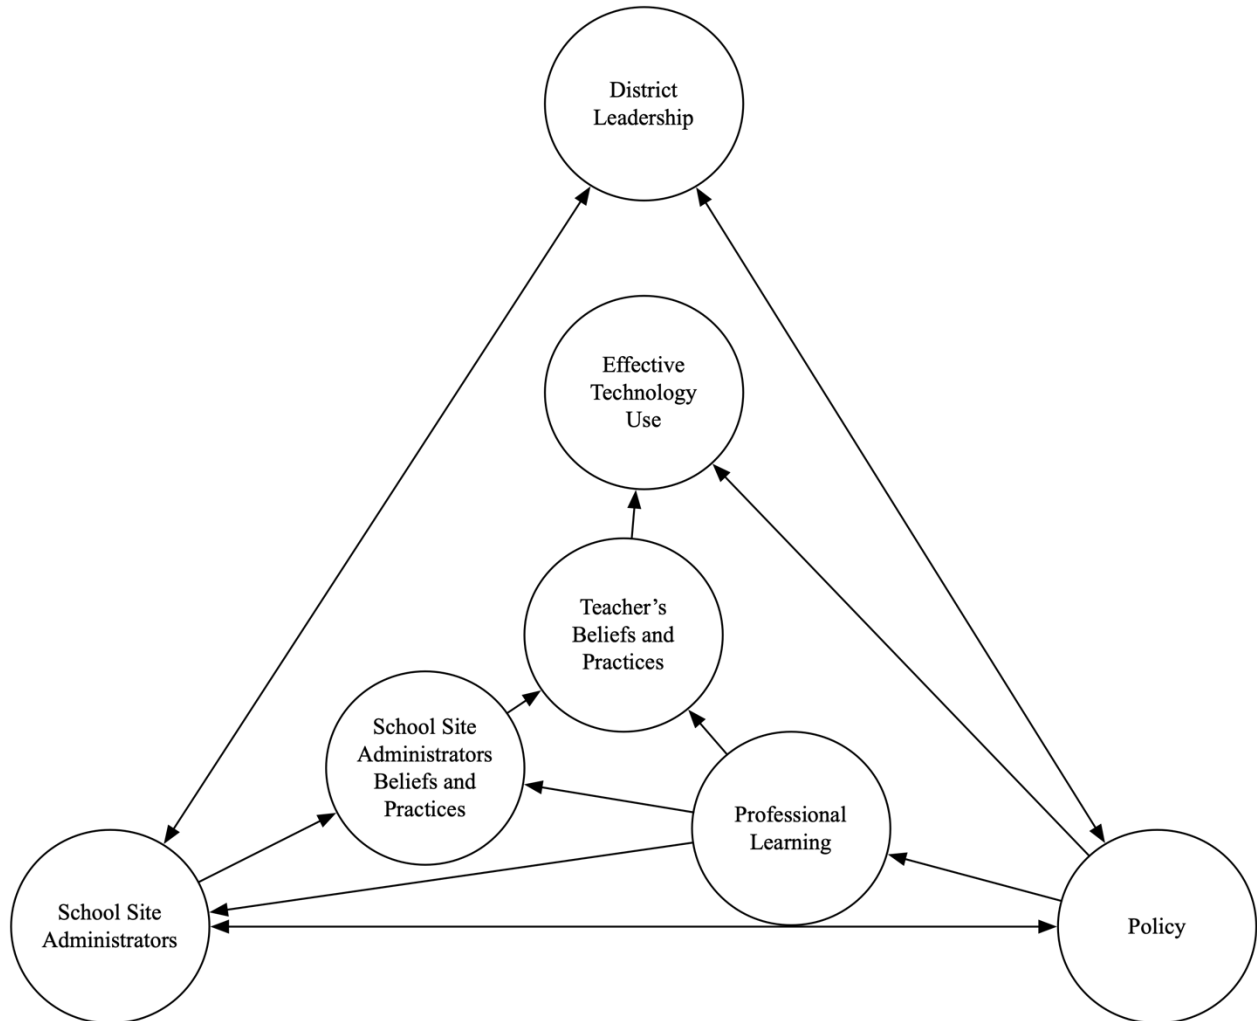 District
Leadership
Effective
Technology
Use
Teacher’s
Beliefs and
Practices
School Site
Administrators
Beliefs and
Practices
Professional
Learning
School Site
Administrators
Policy